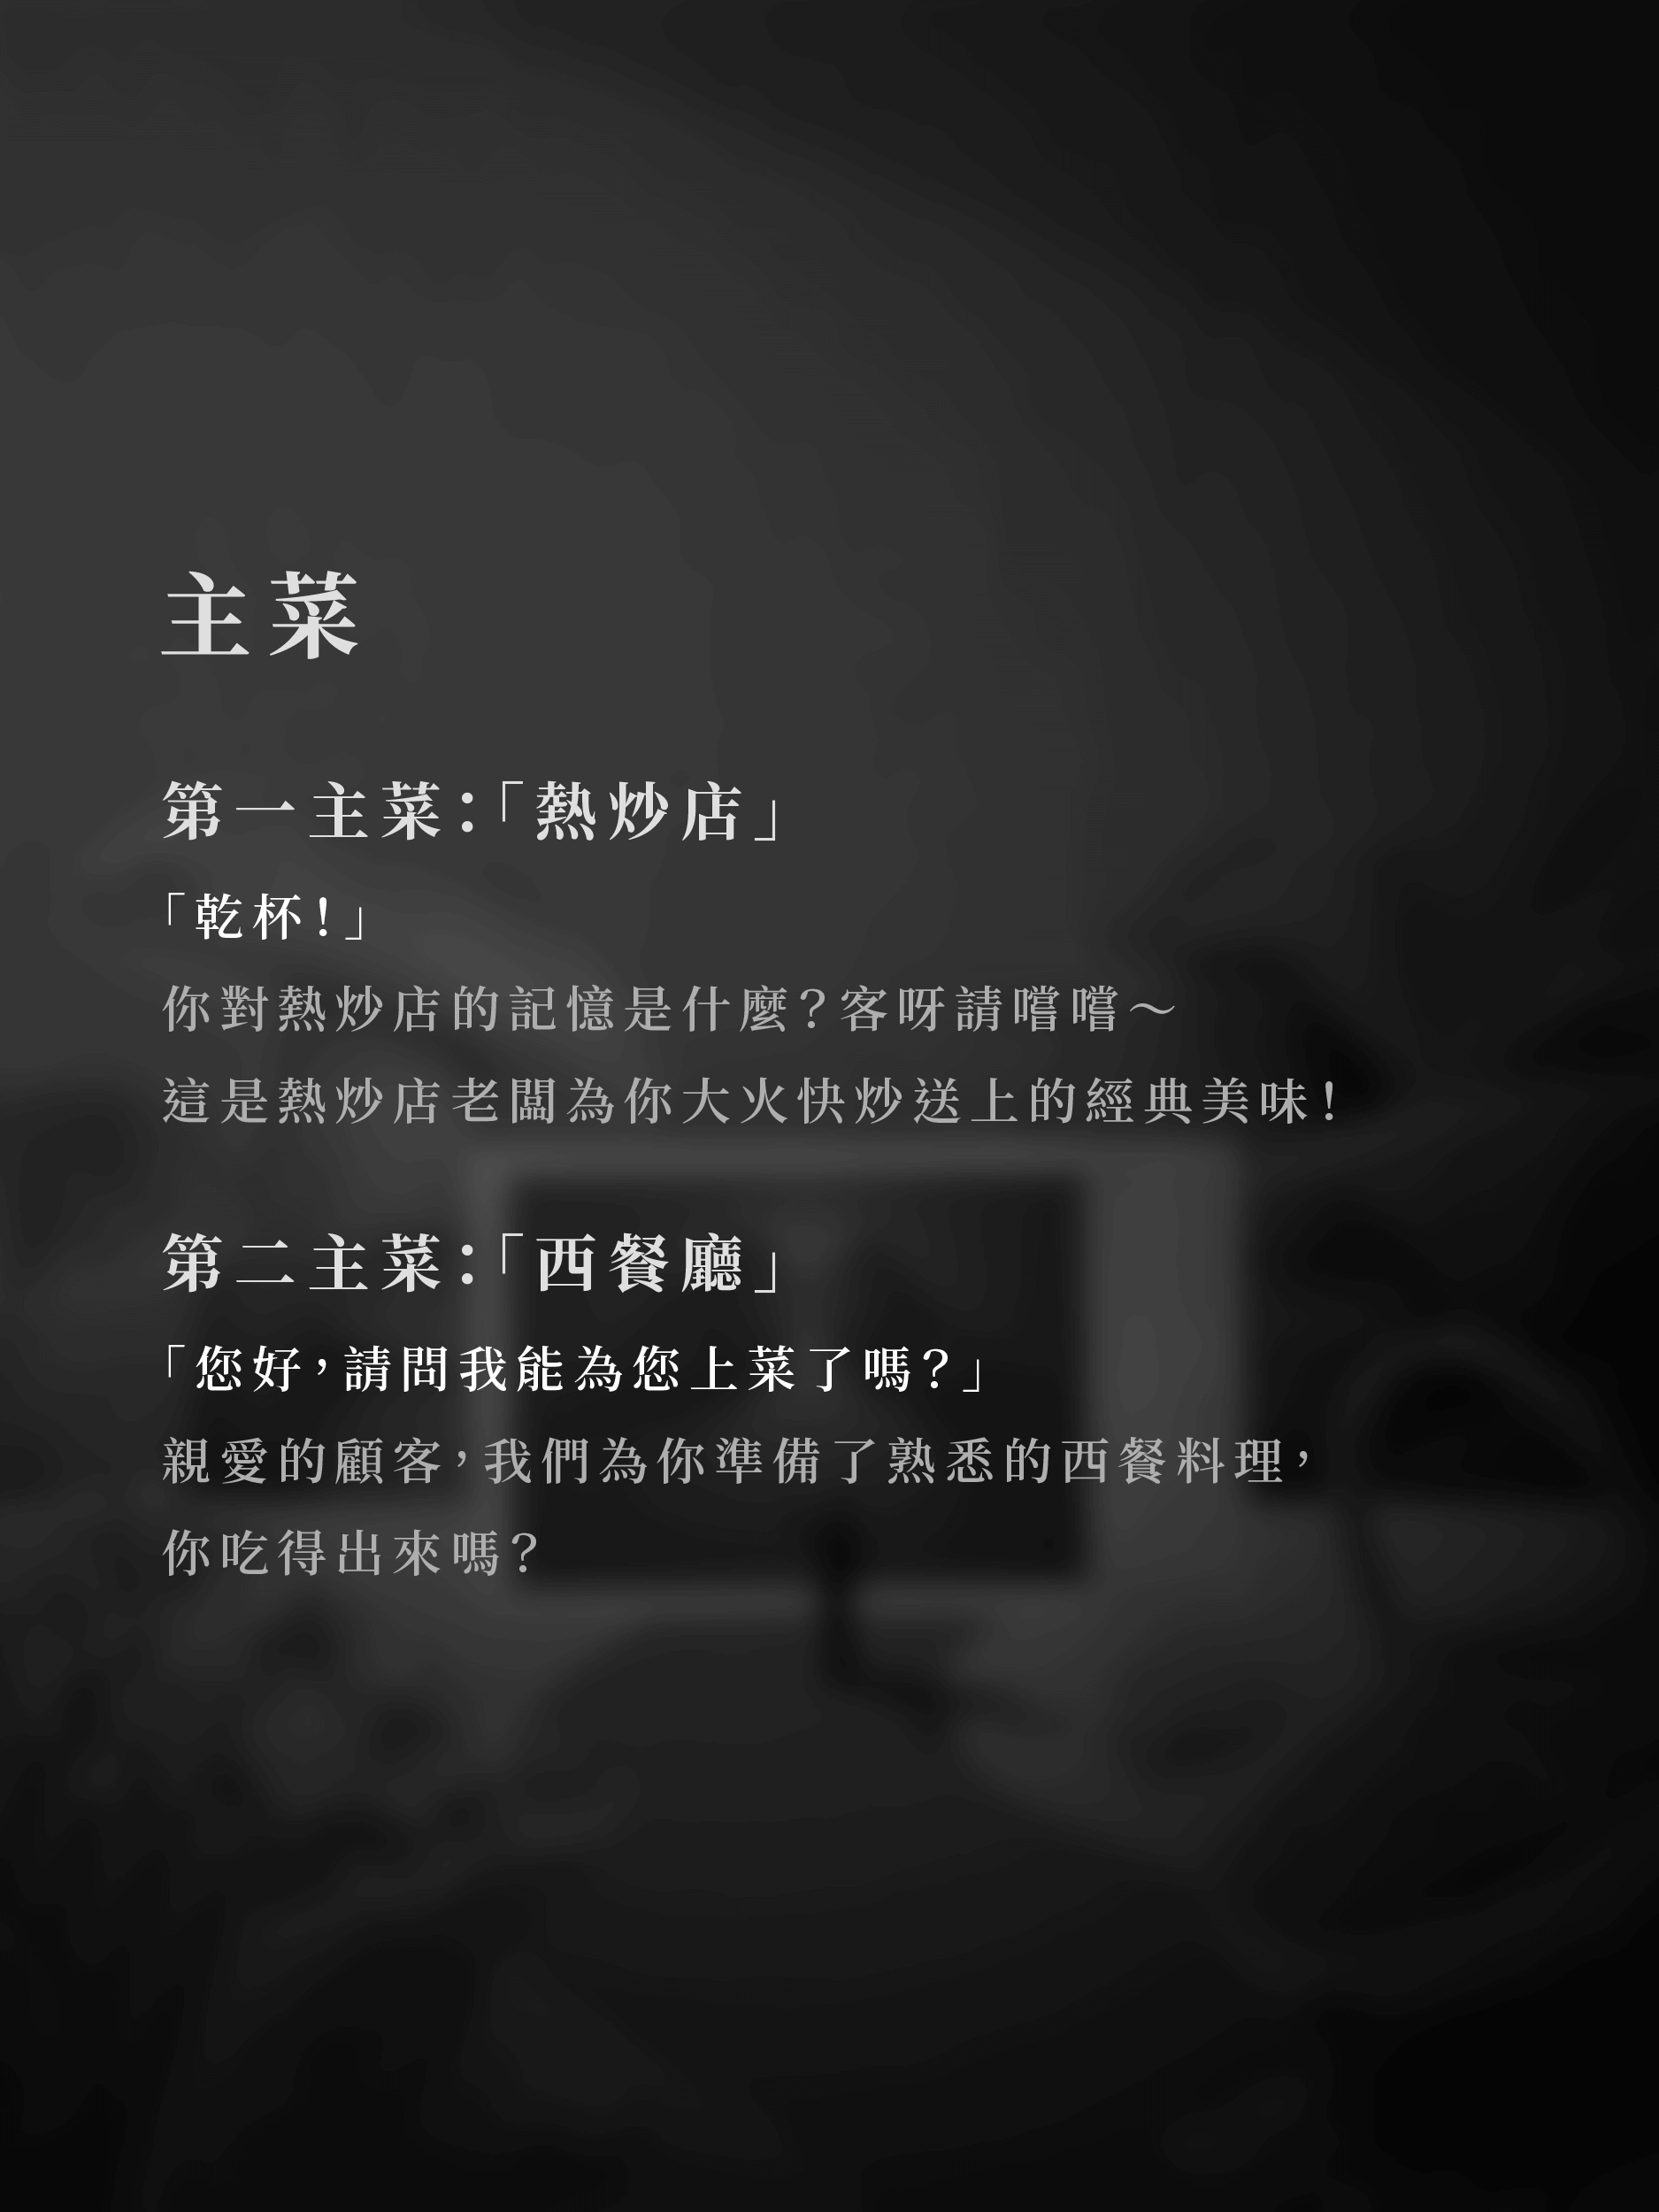 主菜
第一主菜：「熱炒店」
「乾杯！」
你對熱炒店的記憶是什麼？客呀請嚐嚐～
這是熱炒店老闆為你大火快炒送上的經典美味！
第二主菜：「西餐廳」
「您好，請問我能為您上菜了嗎？」
親愛的顧客，我們為你準備了熟悉的西餐料理，
你吃得出來嗎？